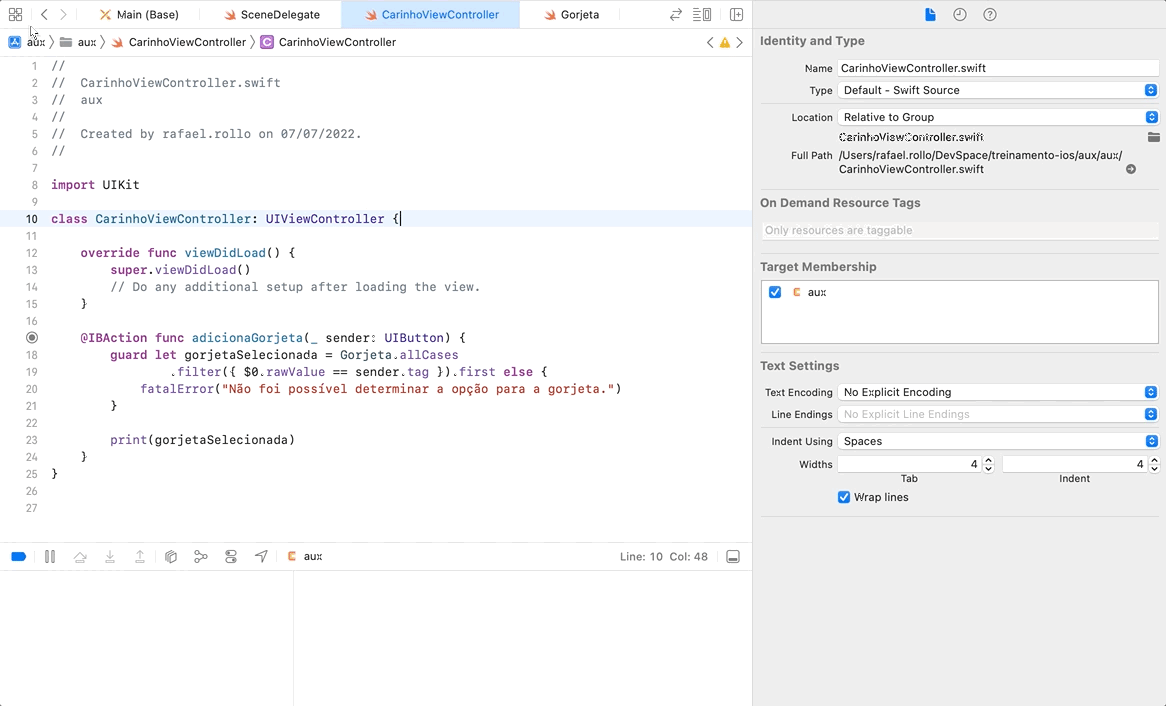 Main (Base) SceneDelegate CarinhoViewController Gorjeta
aux aux CarinhoViewController CarinhoViewController
1 //
2 //  CarinhoViewController.swift
3 //  aux
4 //
5 //  Created by rafael.rollo on 07/07/2022.
6 //
7
8 import UIKit
9
10 class CarinhoViewController: UIViewController {
11
12     override func viewDidLoad() {
13         super.viewDidLoad()
14         // Do any additional setup after loading the view.
15     }
16
@IBAction func adicionaGorjeta(_ sender: UIButton) {
18         guard let gorjetaSelecionada = Gorjeta.allCases
19                 .filter({ $0.rawValue == sender.tag }).first else {
20             fatalError("Não foi possível determinar a opção para a gorjeta.")
21         }
22
23         print(gorjetaSelecionada)
24     }
25 }
26
27
aux Line: 10 Col: 48
Identity and Type
Name CarinhoViewController.swift
Type Default - Swift Source
Location Relative to Group
CarinhoViewController.swift
Full Path /Users/rafael.rollo/DevSpace/treinamento-ios/aux/aux/
CarinhoViewController.swift
On Demand Resource Tags
Only resources are taggable
Target Membership
aux
Text Settings
Text Encoding No Explicit Encoding
Line Endings No Explicit Line Endings
Indent Using Spaces
Widths 4 4
Tab Indent
Wrap lines